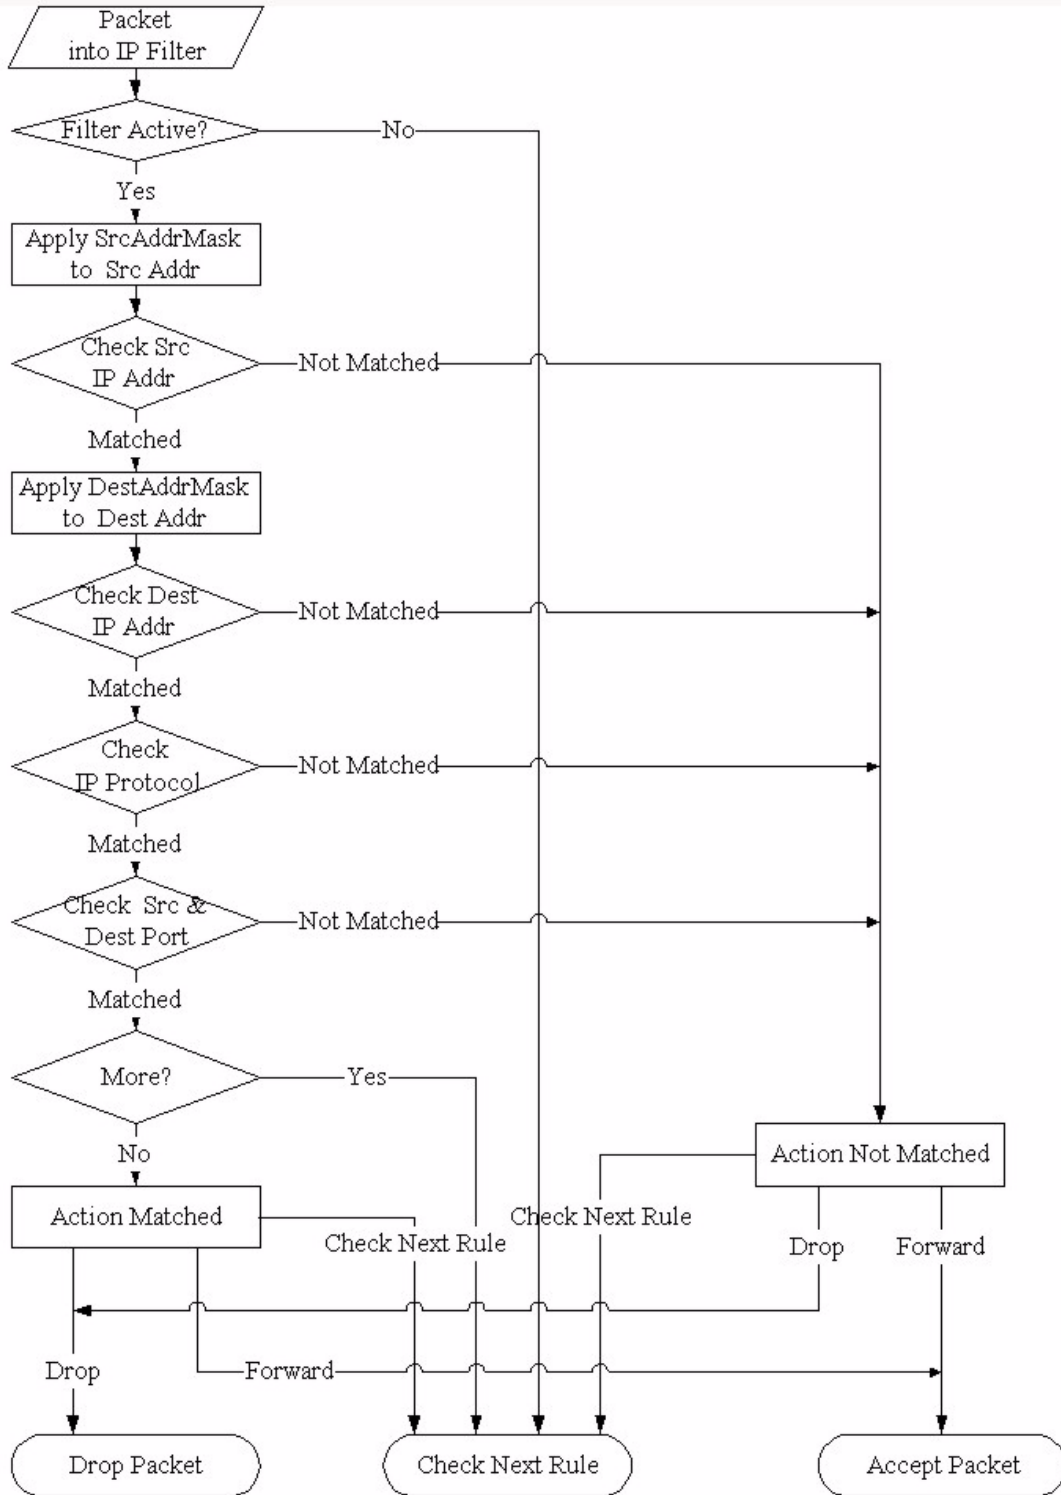 Packet
into IP Filter
Filter Active?
No
Yes
Apply SrcAddrMask
to Src Addr
Check Src
IP Addr
Not Matched
Matched
Apply DestAddrMask
to Dest Addr
Check Dest
IP Addr
Not Matched
Matched
Check
IP Protocol
Not Matched
Matched
Check Src &
Dest Port
Not Matched
Matched
More?
Yes
No
Action Not Matched
Action Matched
Check Next Rule
Check Next Rule
Drop
Forward
Drop
Forward
Drop Packet
Check Next Rule
Accept Packet